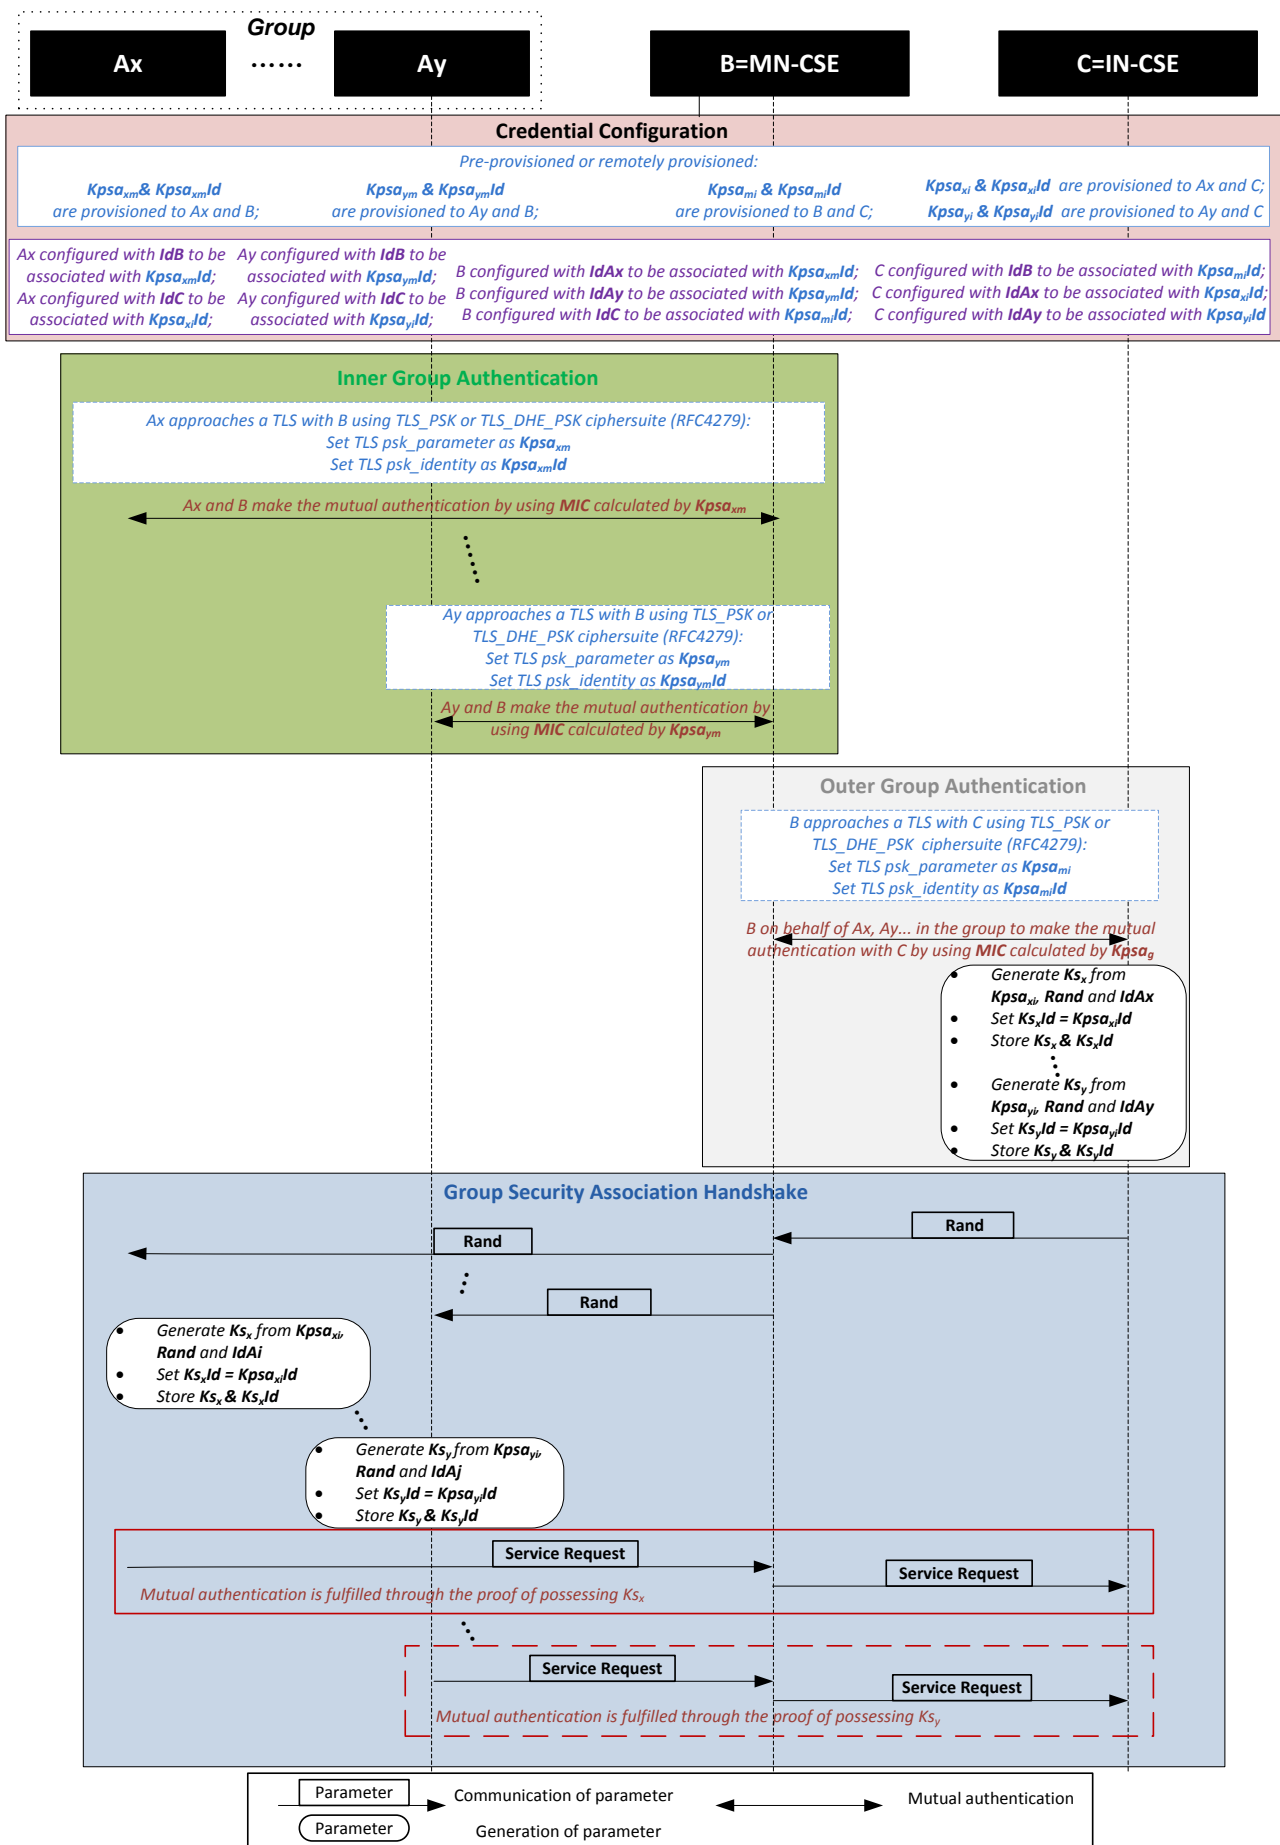 Group
Ax
……
Ay
B=MN-CSE
C=IN-CSE
Credential Configuration
Pre-provisioned or remotely provisioned:
Kpsaxm& KpsaxmId
are provisioned to Ax and B;
Kpsaym & KpsaymId
are provisioned to Ay and B;
Kpsami & KpsamiId
are provisioned to B and C;
Kpsaxi & KpsaxiId are provisioned to Ax and C;
Kpsayi & KpsayiId are provisioned to Ay and C
Ax configured with IdB to be
associated with KpsaxmId;
Ax configured with IdC to be
associated with KpsaxiId;
Ay configured with IdB to be
associated with KpsaymId;
Ay configured with IdC to be
associated with KpsayiId;
B configured with IdAx to be associated with KpsaxmId;
B configured with IdAy to be associated with KpsaymId;
B configured with IdC to be associated with KpsamiId;
C configured with IdB to be associated with KpsamiId;
C configured with IdAx to be associated with KpsaxiId;
C configured with IdAy to be associated with KpsayiId
Inner Group Authentication
Ax approaches a TLS with B using TLS_PSK or TLS_DHE_PSK ciphersuite (RFC4279):
Set TLS psk_parameter as Kpsaxm
Set TLS psk_identity as KpsaxmId
Ax and B make the mutual authentication by using MIC calculated by Kpsaxm
Ay approaches a TLS with B using TLS_PSK or
TLS_DHE_PSK ciphersuite (RFC4279):
Set TLS psk_parameter as Kpsaym
Set TLS psk_identity as KpsaymId
Ay and B make the mutual authentication by
using MIC calculated by Kpsaym
Outer Group Authentication
B approaches a TLS with C using TLS_PSK or
TLS_DHE_PSK ciphersuite (RFC4279):
Set TLS psk_parameter as Kpsami
Set TLS psk_identity as KpsamiId
B on behalf of Ax, Ay... in the group to make the mutual
authentication with C by using MIC calculated by Kpsag
• Generate Ksx from
Kpsaxi, Rand and IdAx
• Set KsxId = KpsaxiId
• Store Ksx & KsxId
• Generate Ksy from
Kpsayi, Rand and IdAy
• Set KsyId = KpsayiId
• Store Ksy & KsyId
Group Security Association Handshake
Rand
Rand
Rand
• Generate Ksx from Kpsaxi,
Rand and IdAi
• Set KsxId = KpsaxiId
• Store Ksx & KsxId
• Generate Ksy from Kpsayi,
Rand and IdAj
• Set KsyId = KpsayiId
• Store Ksy & KsyId
Service Request
Service Request
Mutual authentication is fulfilled through the proof of possessing Ksx
Service Request
Service Request
Mutual authentication is fulfilled through the proof of possessing Ksy
Parameter
Communication of parameter
Mutual authentication
Parameter
Generation of parameter